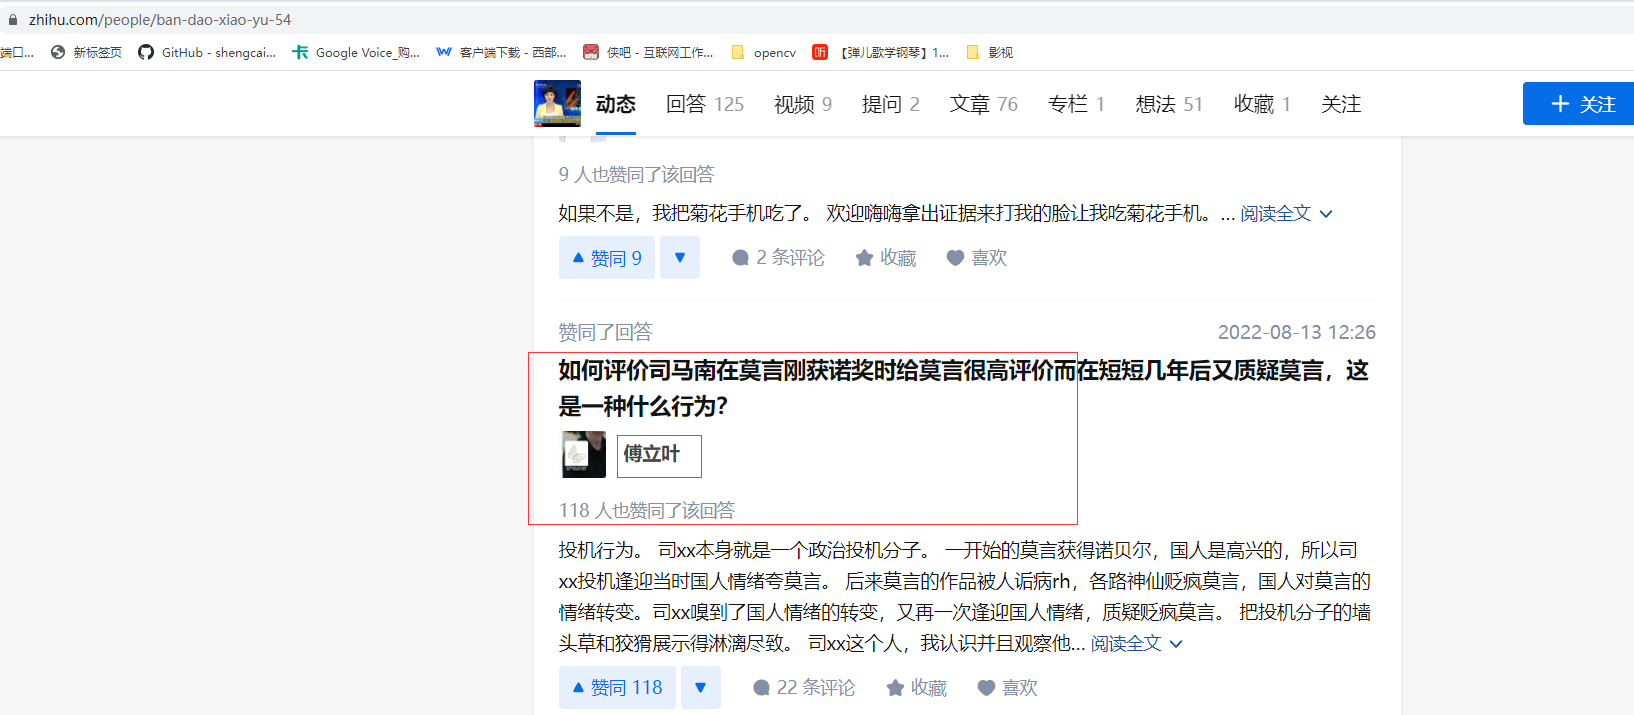 zhihu.com/people/ban-dao-xiao-yu-54
端口... 新标签页 GitHub - shengcai... Google Voice_购... 客户端下载 - 西部... 侠吧 - 互联网工作... opencv 【弹儿歌学钢琴】1... 影视
动态 回答 125 视频 9 提问 2 文章 76 专栏 1 想法 51 收藏 1 关注 + 关注
9 人也赞同了该回答
如果不是，我把菊花手机吃了。 欢迎嗨嗨拿出证据来打我的脸让我吃菊花手机。... 阅读全文
赞同 9 2 条评论 收藏 喜欢
赞同了回答 2022-08-13 12:26
如何评价司马南在莫言刚获诺奖时给莫言很高评价而在短短几年后又质疑莫言，这
是一种什么行为？
傅立叶
118 人也赞同了该回答
投机行为。 司xx本身就是一个政治投机分子。 一开始的莫言获得诺贝尔，国人是高兴的，所以司
xx投机逢迎当时国人情绪夸莫言。 后来莫言的作品被人诟病rh，各路神仙贬疯莫言，国人对莫言的
情绪转变。司xx嗅到了国人情绪的转变，又再一次逢迎国人情绪，质疑贬疯莫言。 把投机分子的墙
头草和狡猾展示得淋漓尽致。 司xx这个人，我认识并且观察他... 阅读全文
赞同 118 22 条评论 收藏 喜欢